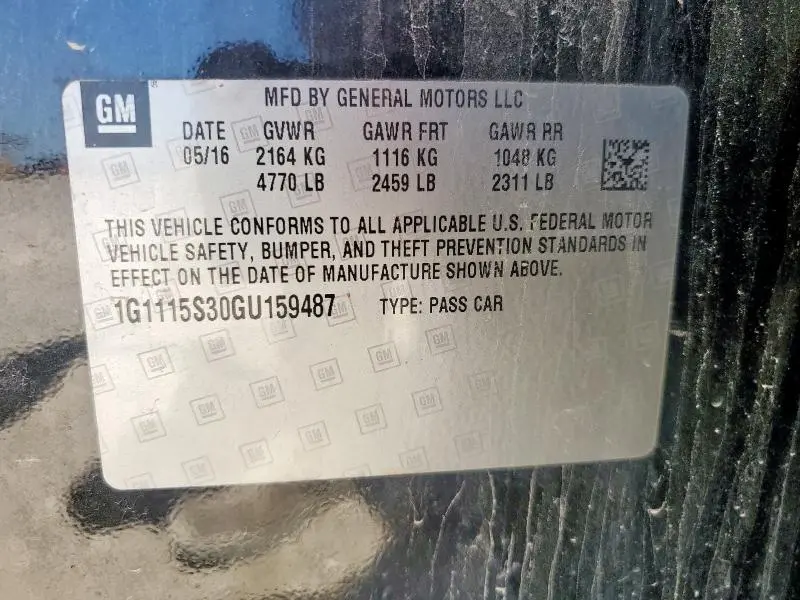 GM ®
MFD BY GENERAL MOTORS LLC
DATE GVWR GAWR FRT GAWR RR
05/16 2164 KG 1116 KG 1048 KG
4770 LB 2459 LB 2311 LB
THIS VEHICLE CONFORMS TO ALL APPLICABLE U.S. FEDERAL MOTOR
VEHICLE SAFETY, BUMPER, AND THEFT PREVENTION STANDARDS IN
EFFECT ON THE DATE OF MANUFACTURE SHOWN ABOVE.
1G1115S30GU159487 TYPE: PASS CAR